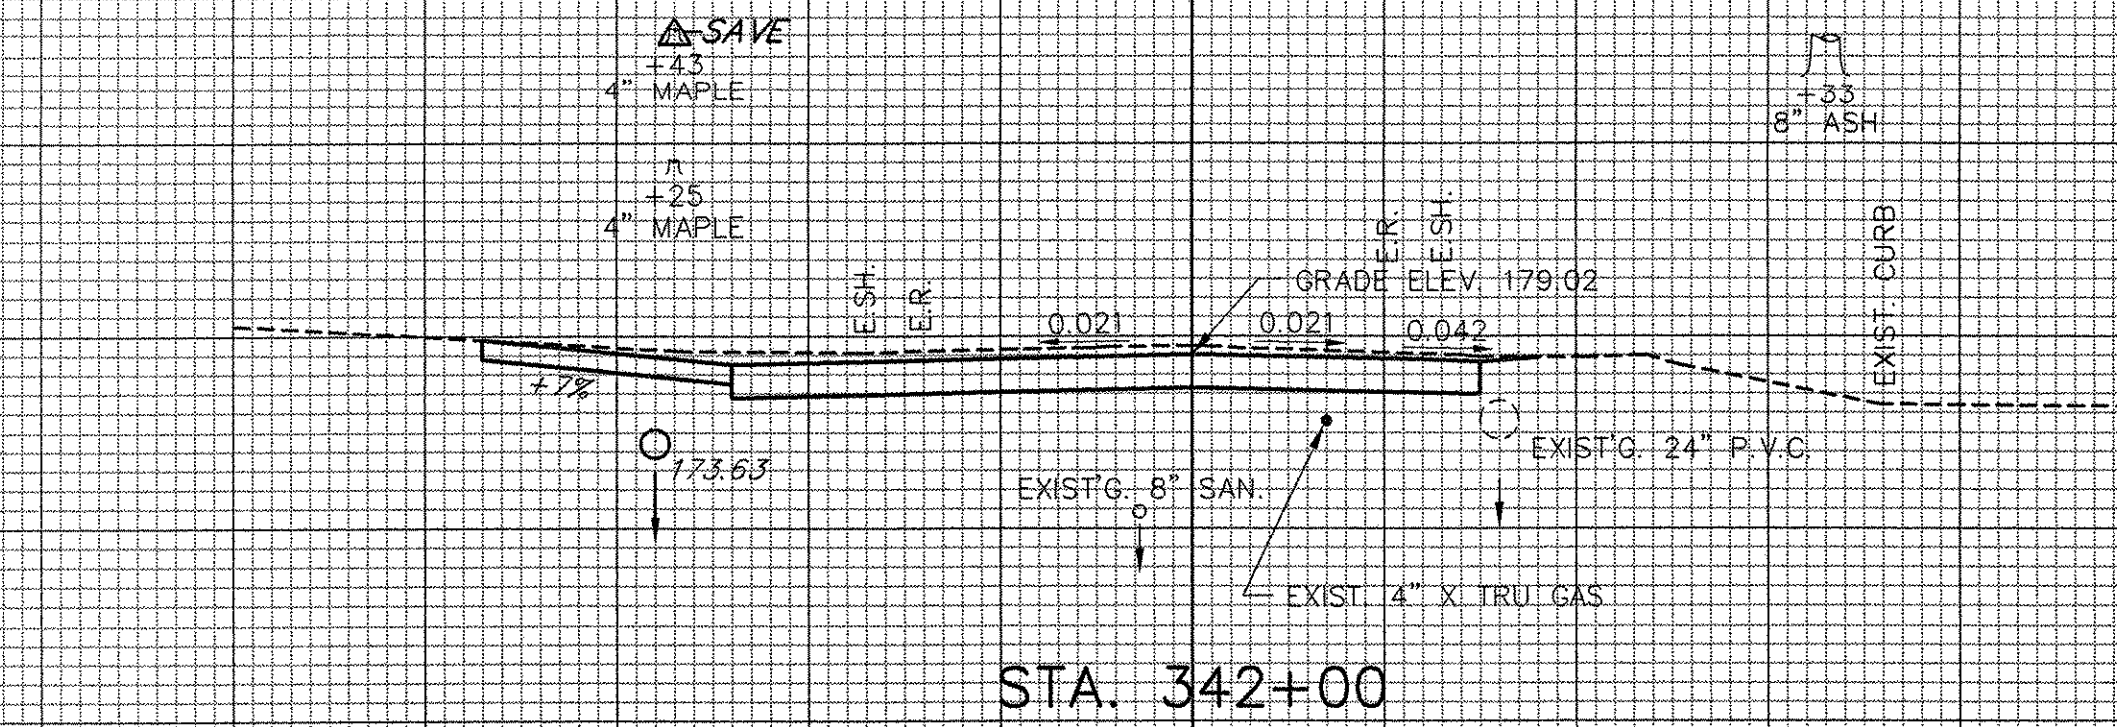 SAVE
+43
4" MAPLE
+33
8" ASH
+25
4" MAPLE
E.SH.
E.R.
E.R.
E.SH.
EXIST. CURB
GRADE ELEV. 179.02
0.021
0.021
0.042
+7%
173.63
EXIST'G. 8" SAN.
EXIST'G. 24" P.V.C.
EXIST. 4" X TRU GAS
STA. 342+00